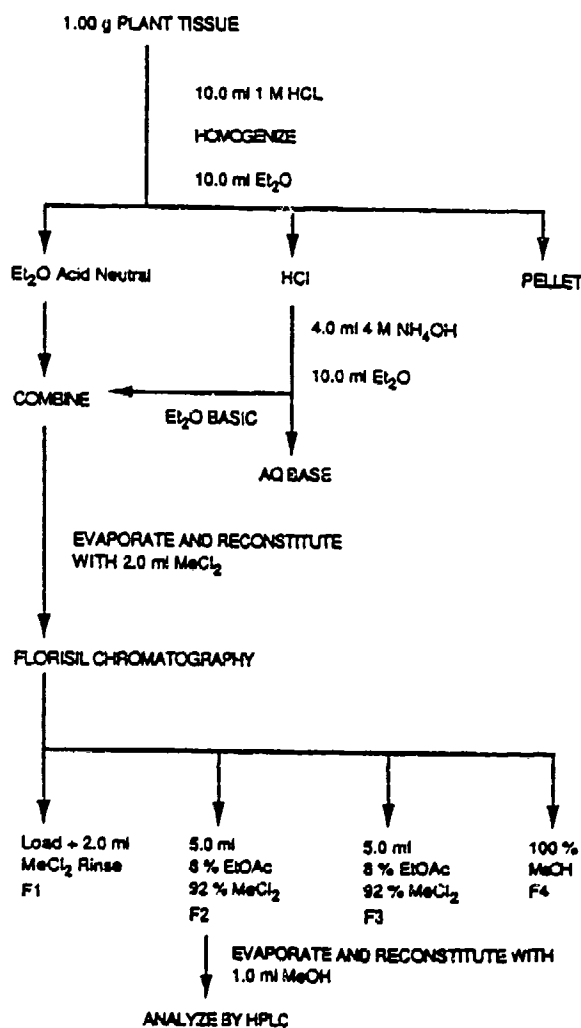 1.00 g PLANT TISSUE
10.0 ml 1 M HCL
HOMOGENIZE
10.0 ml Et₂O
Et₂O Acid Neutral
HCl
PELLET
4.0 ml 4 M NH₄OH
10.0 ml Et₂O
COMBINE
Et₂O BASIC
AQ BASE
EVAPORATE AND RECONSTITUTE
WITH 2.0 ml MeCl₂
FLORISIL CHROMATOGRAPHY
Load + 2.0 ml
MeCl₂ Rinse
F1
5.0 ml
8 % EtOAc
92 % MeCl₂
F2
5.0 ml
8 % EtOAc
92 % MeCl₂
F3
100 %
MeOH
F4
EVAPORATE AND RECONSTITUTE WITH
1.0 ml MeOH
ANALYZE BY HPLC